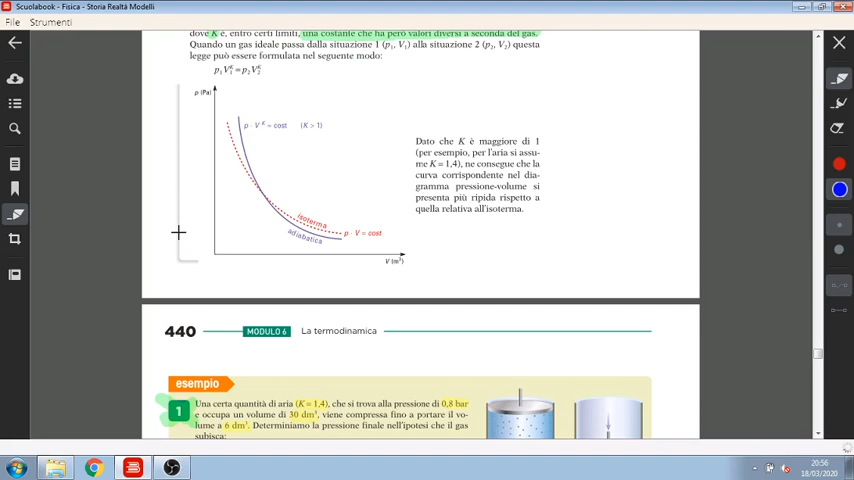 Scuolabook - Fisica - Storia Realtà Modelli
File Strumenti
dove K è, entro certi limiti, una costante che ha però valori diversi a seconda del gas.
Quando un gas ideale passa dalla situazione 1 (p₁, V₁) alla situazione 2 (p₂, V₂) questa
legge può essere formulata nel seguente modo:
p₁ V₁ᴷ = p₂ V₂ᴷ
p (Pa)
p · V ᴷ = cost (K > 1)
isoterma
adiabatica
p · V = cost
V (m³)
Dato che K è maggiore di 1
(per esempio, per l'aria si assu-
me K = 1,4), ne consegue che la
curva corrispondente nel dia-
gramma pressione-volume si
presenta più ripida rispetto a
quella relativa all'isoterma.
440 MODULO 6 La termodinamica
esempio
1 Una certa quantità di aria (K = 1,4), che si trova alla pressione di 0,8 bar
e occupa un volume di 30 dm³, viene compressa fino a portare il vo-
lume a 6 dm³. Determiniamo la pressione finale nell'ipotesi che il gas
subisca:
20:56
18/03/2020